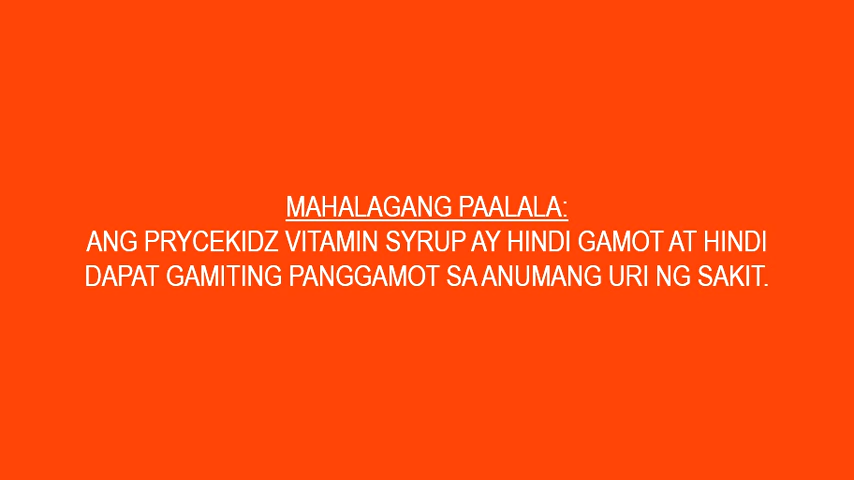 MAHALAGANG PAALALA:
ANG PRYCEKIDZ VITAMIN SYRUP AY HINDI GAMOT AT HINDI
DAPAT GAMITING PANGGAMOT SA ANUMANG URI NG SAKIT.